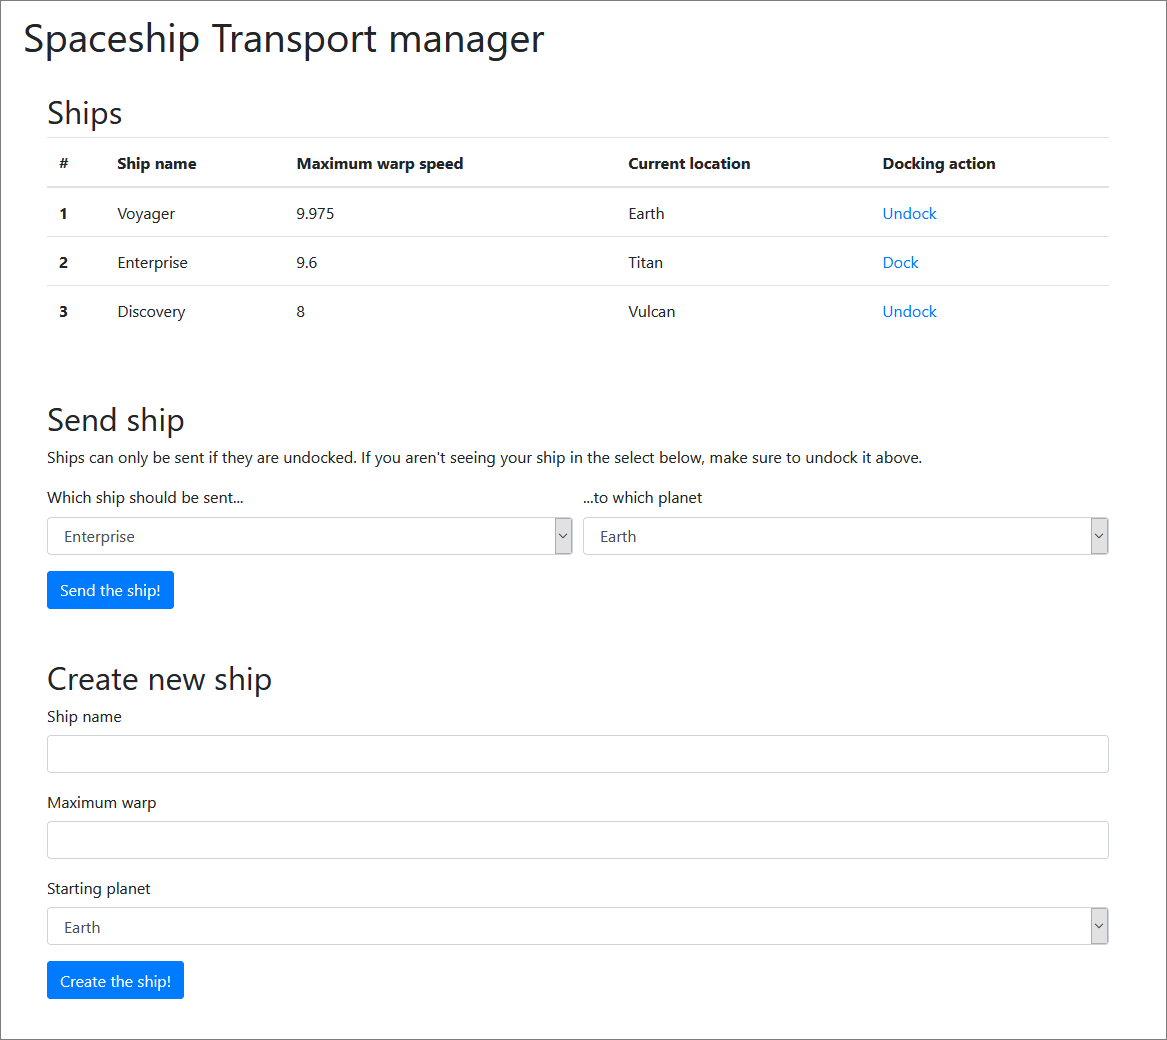 Spaceship Transport manager
Ships
# Ship name Maximum warp speed Current location Docking action
1 Voyager 9.975 Earth Undock
2 Enterprise 9.6 Titan Dock
3 Discovery 8 Vulcan Undock
Send ship
Ships can only be sent if they are undocked. If you aren't seeing your ship in the select below, make sure to undock it above.
Which ship should be sent... ...to which planet
Enterprise Earth
Send the ship!
Create new ship
Ship name
Maximum warp
Starting planet
Earth
Create the ship!